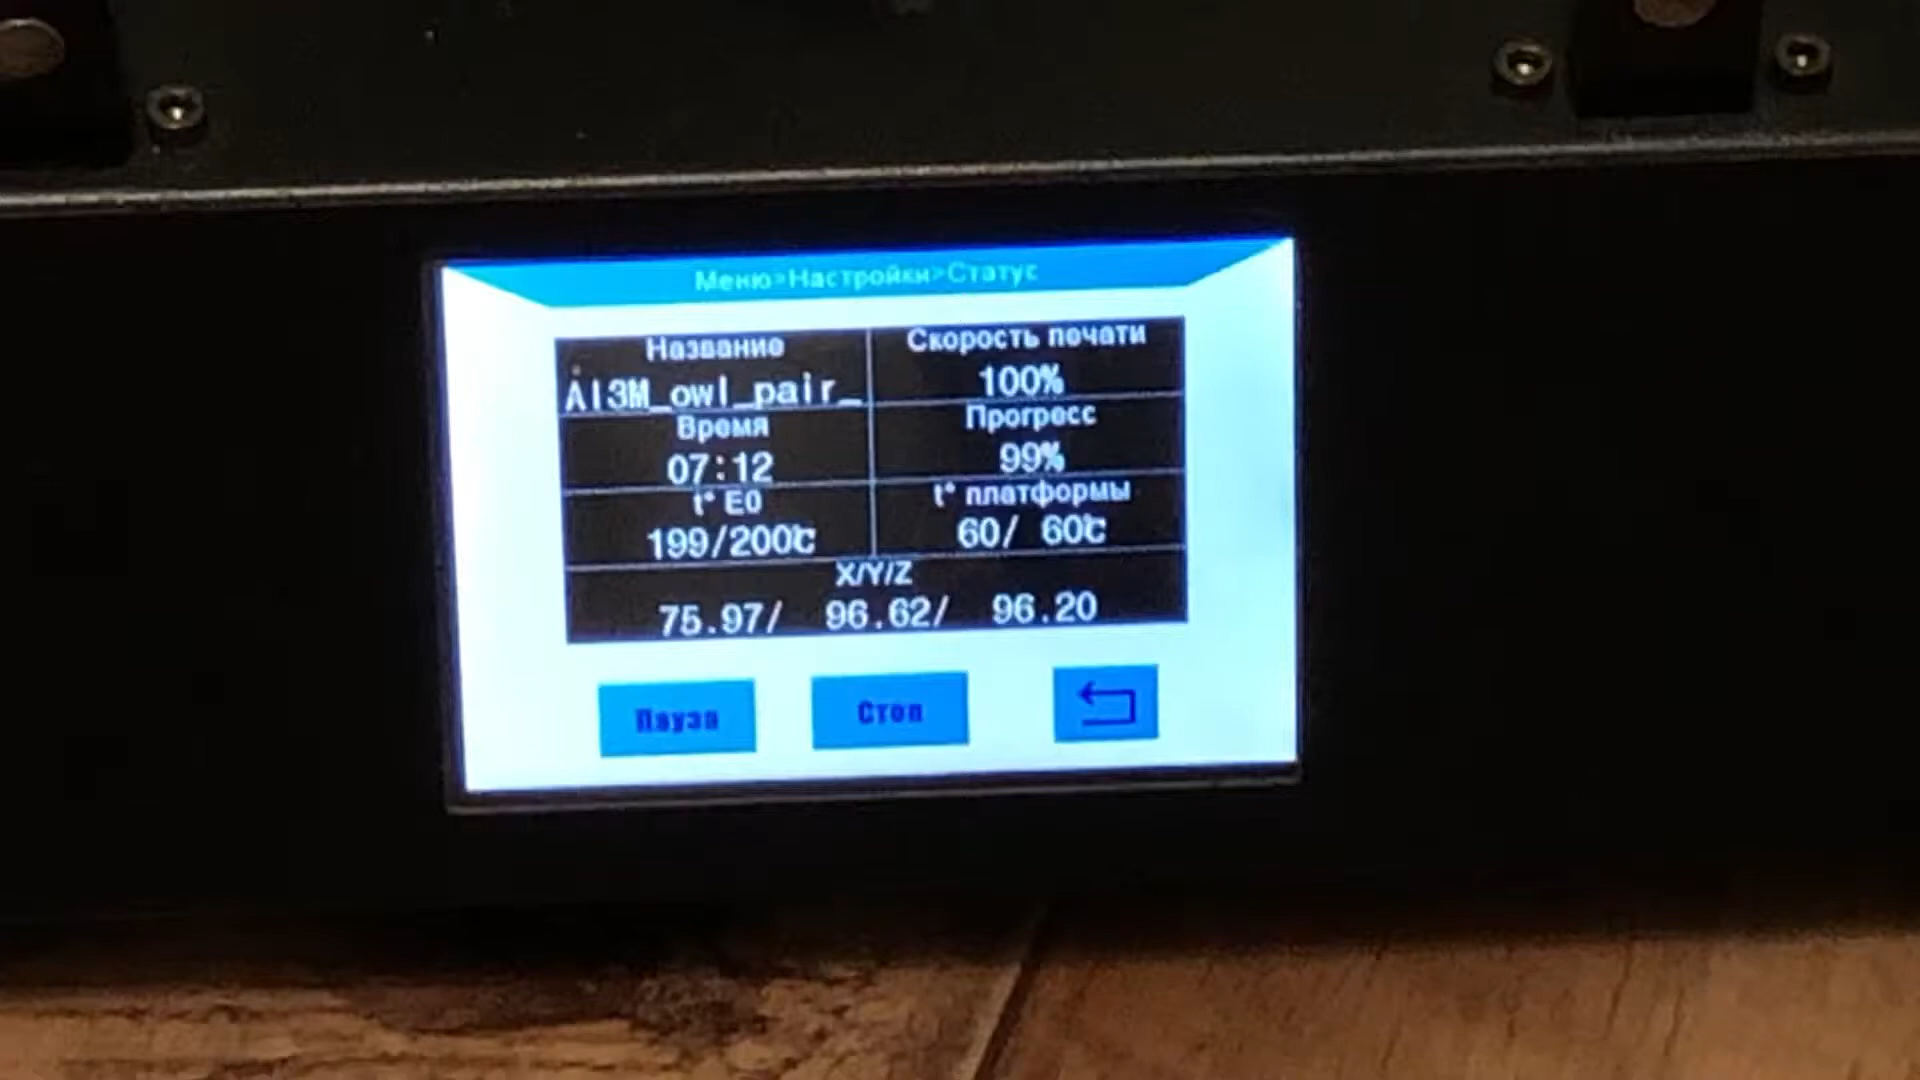 Меню>Настройки>Статус
Название
Скорость печати
AI3M_owl_pair_
100%
Время
Прогресс
07:12
99%
t° E0
t° платформы
199/200℃
60/ 60℃
X/Y/Z
75.97/ 96.62/ 96.20
Пауза
Стоп